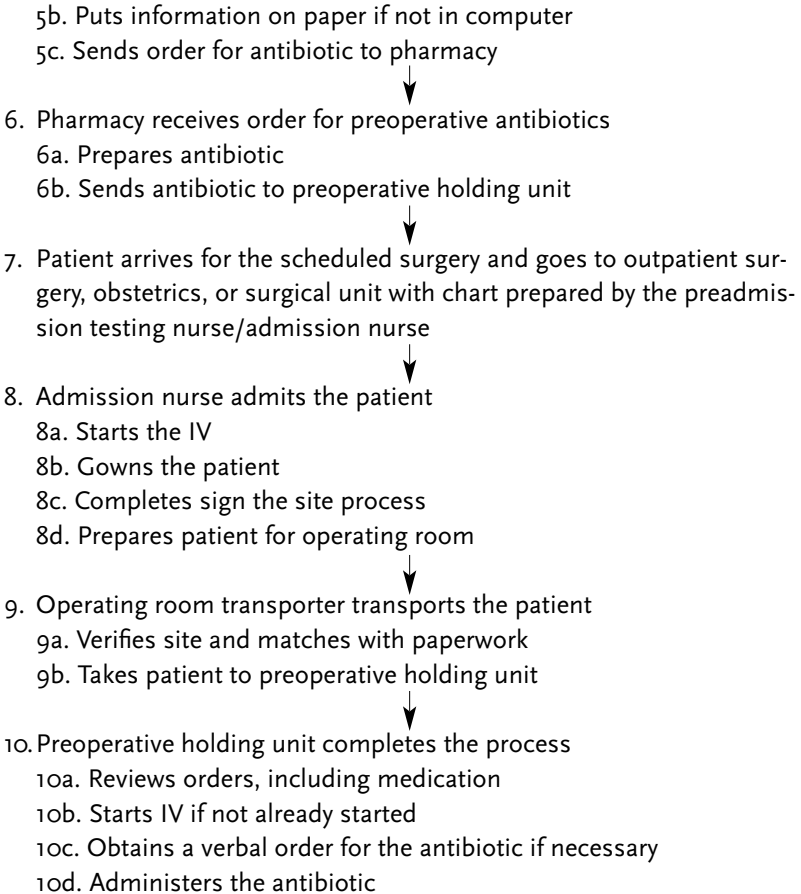 5b. Puts information on paper if not in computer
5c. Sends order for antibiotic to pharmacy
6. Pharmacy receives order for preoperative antibiotics
6a. Prepares antibiotic
6b. Sends antibiotic to preoperative holding unit
7. Patient arrives for the scheduled surgery and goes to outpatient sur-
gery, obstetrics, or surgical unit with chart prepared by the preadmis-
sion testing nurse/admission nurse
8. Admission nurse admits the patient
8a. Starts the IV
8b. Gowns the patient
8c. Completes sign the site process
8d. Prepares patient for operating room
9. Operating room transporter transports the patient
9a. Verifies site and matches with paperwork
9b. Takes patient to preoperative holding unit
10. Preoperative holding unit completes the process
10a. Reviews orders, including medication
10b. Starts IV if not already started
10c. Obtains a verbal order for the antibiotic if necessary
10d. Administers the antibiotic